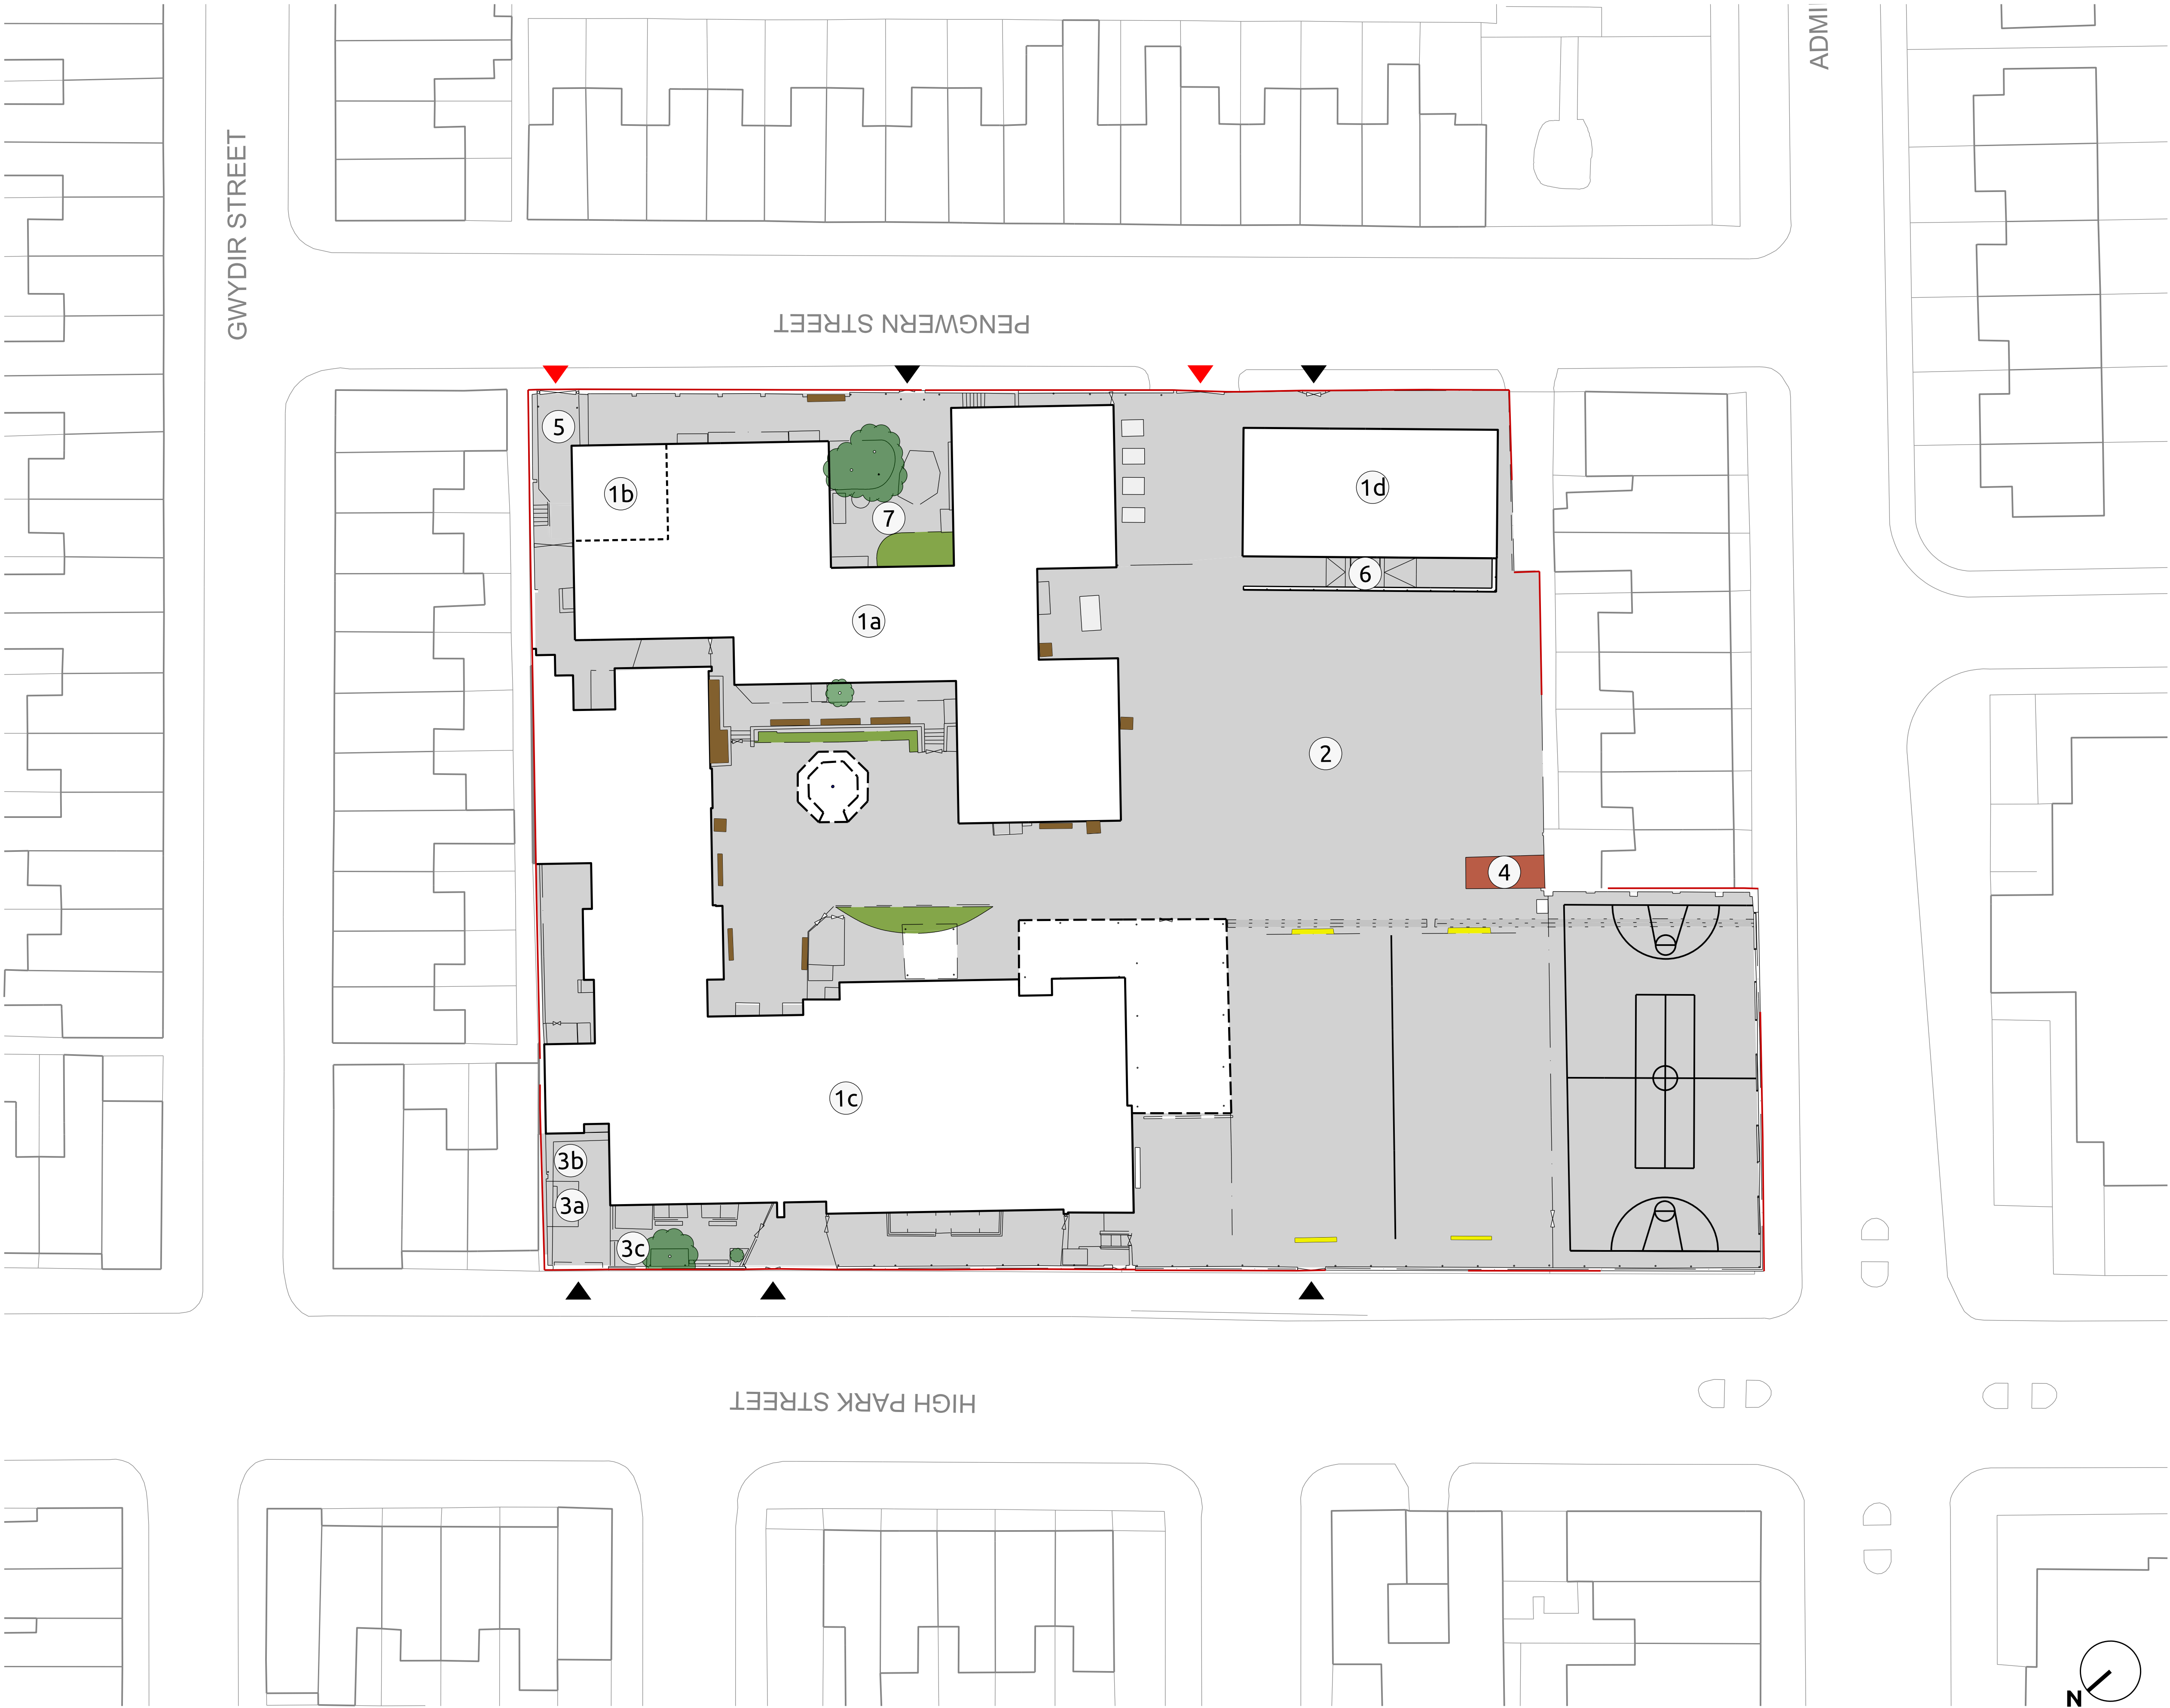 ADMI
GWYDIR STREET
PENGWERN STREET
5
1b
1d
7
6
1a
2
4
1c
3b
3a
3c
HIGH PARK STREET
N